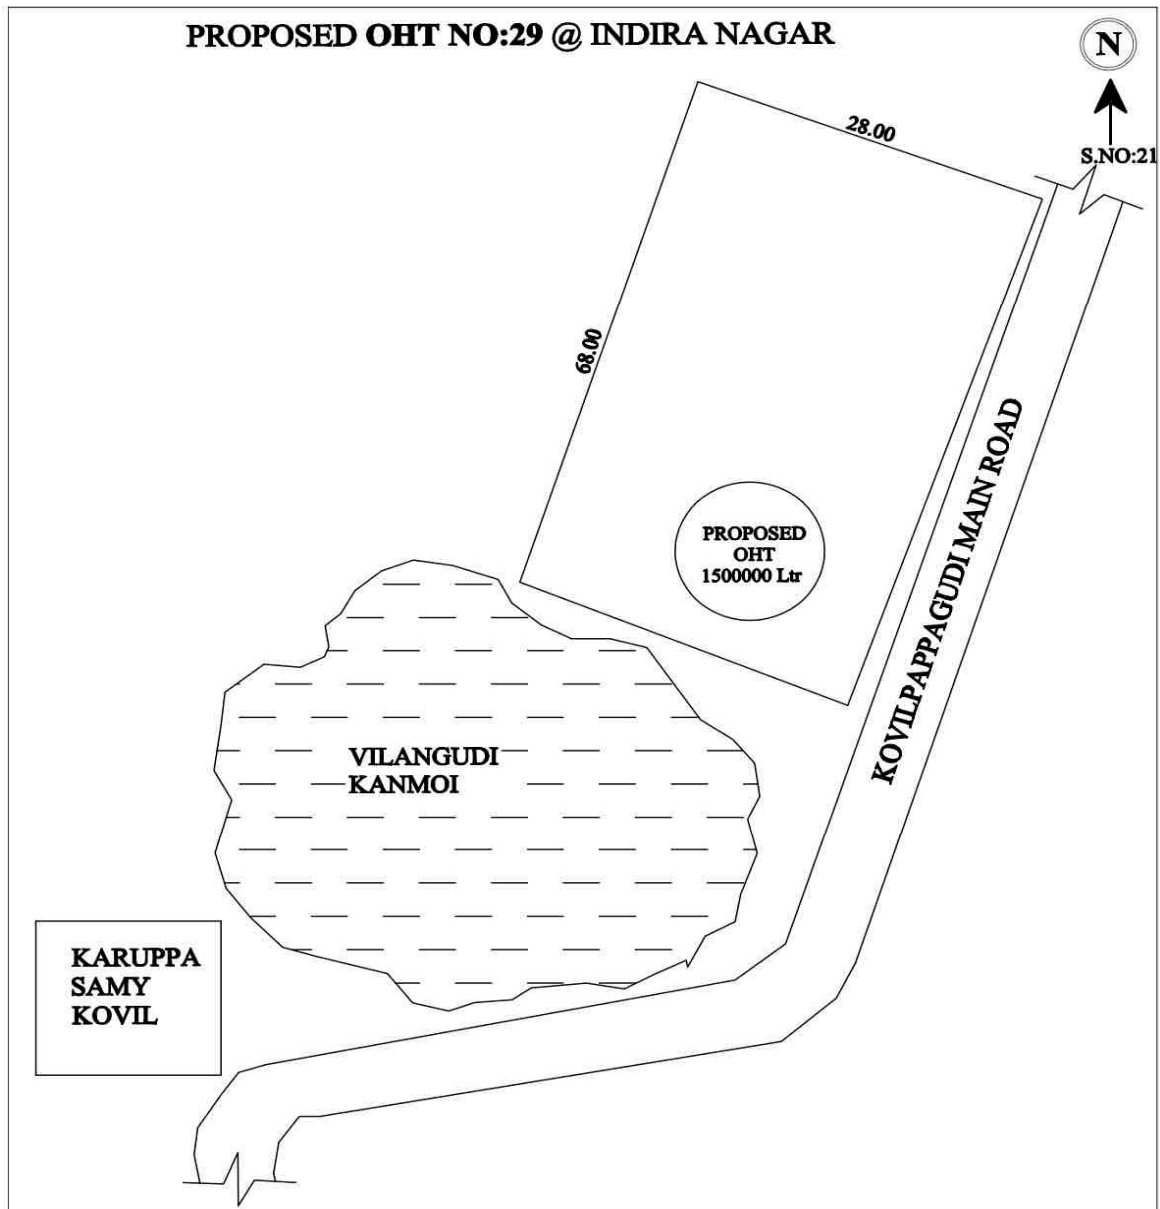 PROPOSED OHT NO:29 @ INDIRA NAGAR
N
S.NO:21
28.00
68.00
PROPOSED
OHT
1500000 Ltr
KOVILPAPPAGUDI MAIN ROAD
VILANGUDI
KANMOI
KARUPPA
SAMY
KOVIL